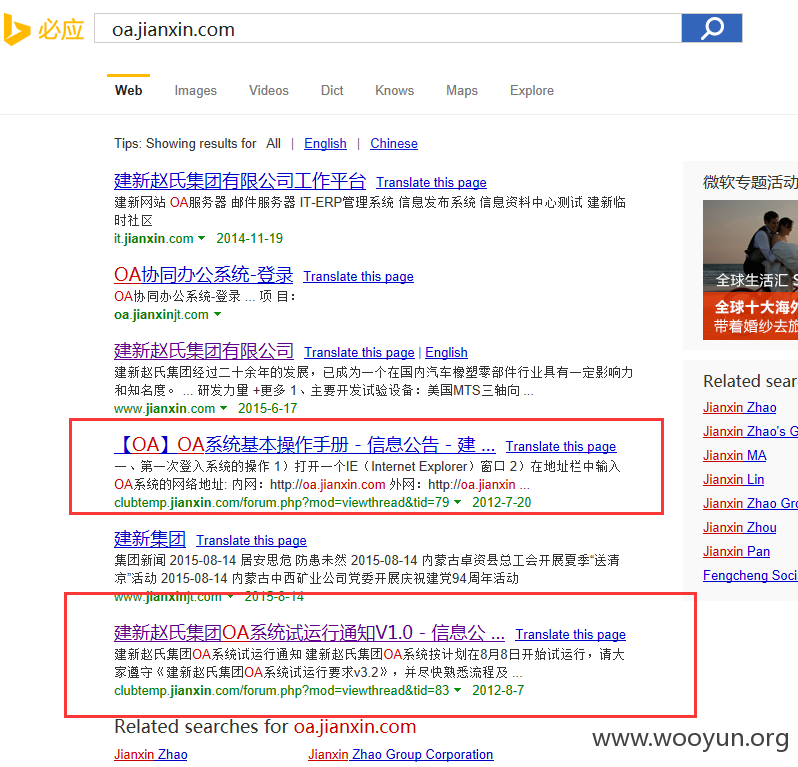 必应
oa.jianxin.com
Web Images Videos Dict Knows Maps Explore
Tips: Showing results for All | English | Chinese
建新赵氏集团有限公司工作平台 Translate this page
建新网站 OA服务器 邮件服务器 IT-ERP管理系统 信息发布系统 信息资料中心测试 建新临
时社区
it.jianxin.com 2014-11-19
OA协同办公系统-登录 Translate this page
OA协同办公系统-登录 ... 项 目：
oa.jianxinjt.com
建新赵氏集团有限公司 Translate this page | English
建新赵氏集团经过二十余年的发展，已成为一个在国内汽车橡塑零部件行业具有一定影响力
和知名度。 ... 研发力量 +更多 1、主要开发试验设备：美国MTS三轴向 ...
www.jianxin.com 2015-6-17
【OA】OA系统基本操作手册 - 信息公告 - 建 ... Translate this page
一、第一次登入系统的操作 1）打开一个IE（Internet Explorer）窗口 2）在地址栏中输入
OA系统的网络地址: 内网：http://oa.jianxin.com 外网：http://oa.jianxin ...
clubtemp.jianxin.com/forum.php?mod=viewthread&tid=79 2012-7-20
建新集团 Translate this page
集团新闻 2015-08-14 居安思危 防患未然 2015-08-14 内蒙古卓资县总工会开展夏季“送清
凉”活动 2015-08-14 内蒙古中西矿业公司党委开展庆祝建党94周年活动
www.jianxinjt.com 2015-8-14
建新赵氏集团OA系统试运行通知V1.0 - 信息公 ... Translate this page
建新赵氏集团OA系统试运行通知 建新赵氏集团OA系统按计划在8月8日开始试运行，请大
家遵守《建新赵氏集团OA系统试运行要求v3.2》，并尽快熟悉流程及 ...
clubtemp.jianxin.com/forum.php?mod=viewthread&tid=83 2012-8-7
Related searches for oa.jianxin.com
Jianxin Zhao Jianxin Zhao Group Corporation
微软专题活动
全球生活汇 S
全球十大海外
带着婚纱去旅
Related sear
Jianxin Zhao
Jianxin Zhao's G
Jianxin MA
Jianxin Lin
Jianxin Zhao Gro
Jianxin Zhou
Jianxin Pan
Fengcheng Soci
www.wooyun.org